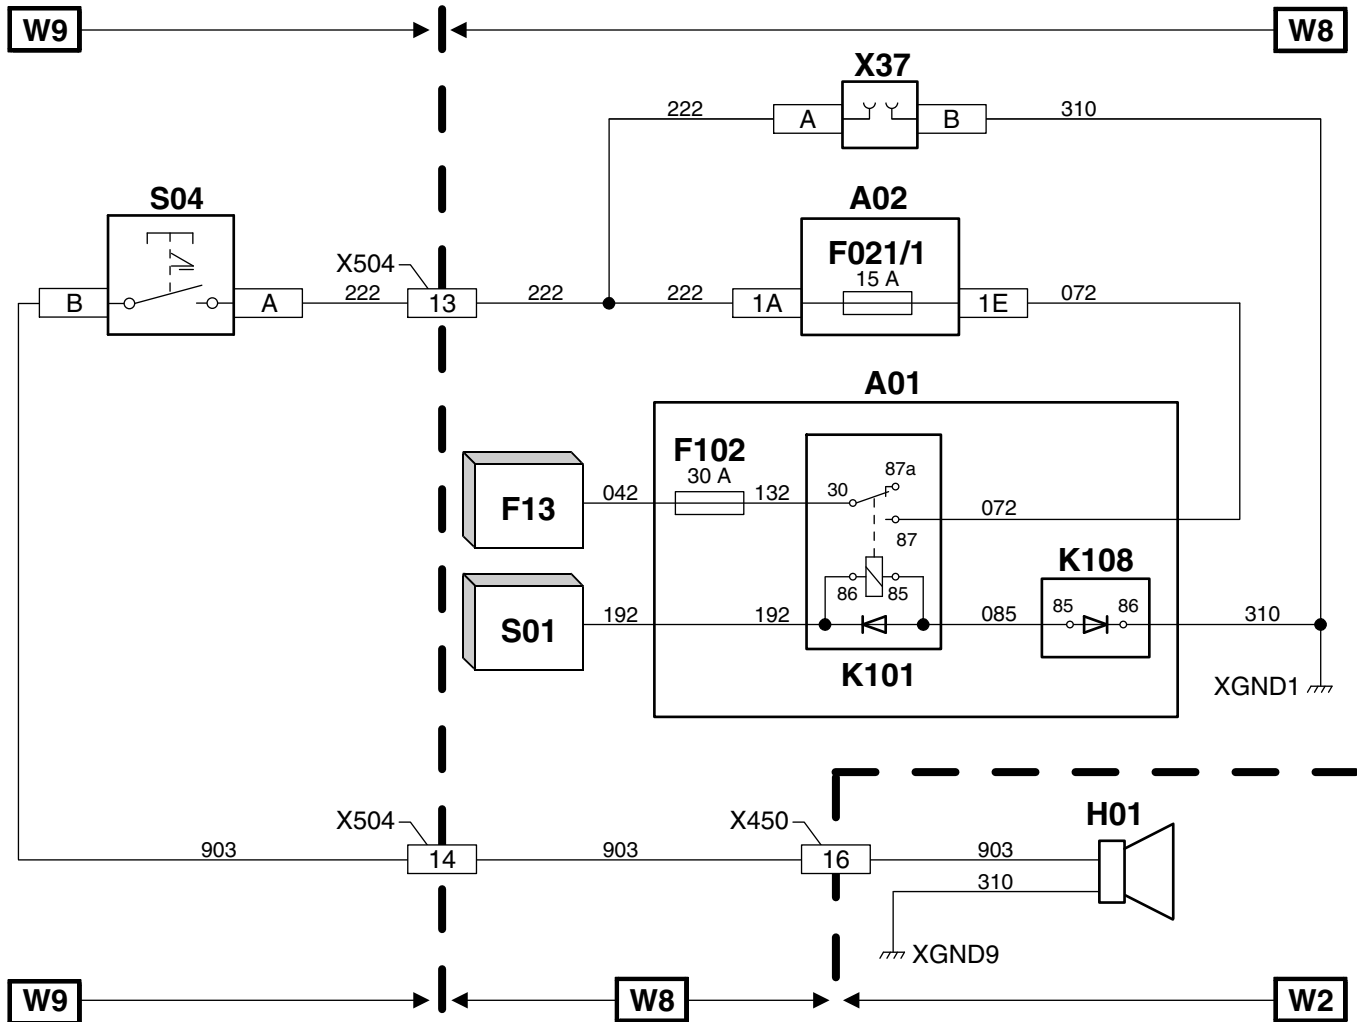 W9
W8
X37
222
A
B
310
S04
A02
F021/1
15 A
X504
B
A
222
13
222
222
1A
1E
072
A01
F102
30 A
87a
F13
042
132
30
87
072
K108
86
85
85
86
S01
192
192
085
310
K101
XGND1
X504
X450
H01
903
14
903
16
903
310
XGND9
W9
W8
W2